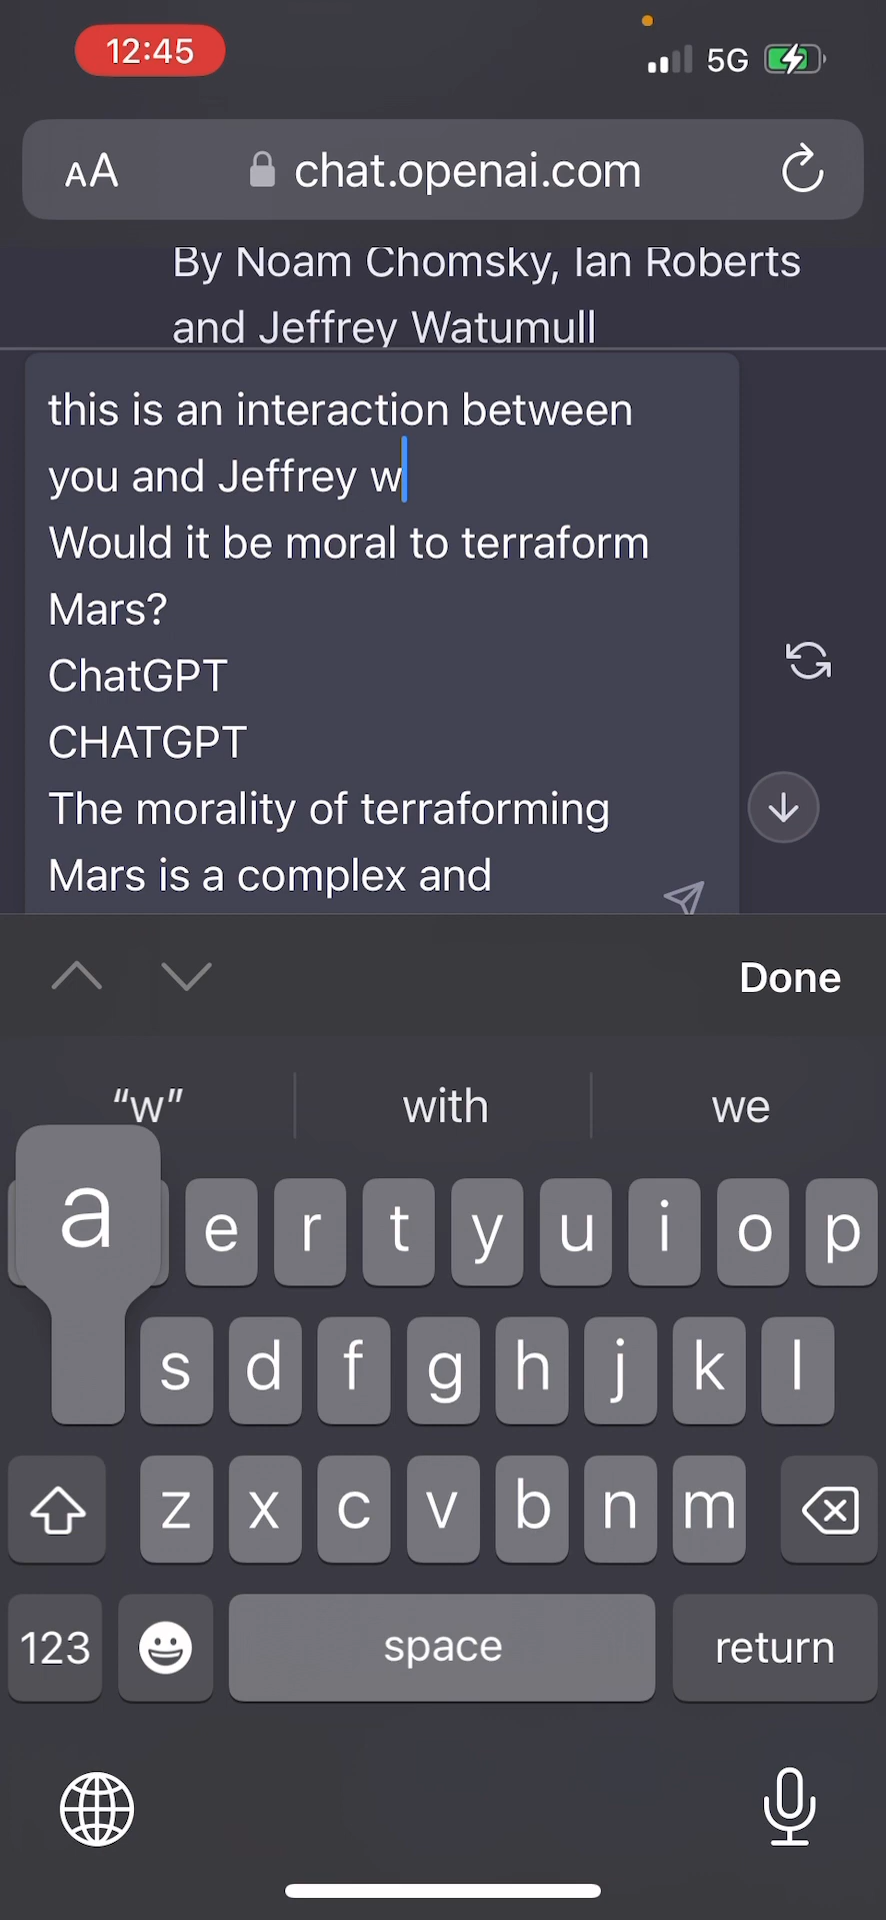 12:45
5G
AA
chat.openai.com
By Noam Chomsky, Ian Roberts
and Jeffrey Watumull
this is an interaction between
you and Jeffrey w
Would it be moral to terraform
Mars?
ChatGPT
CHATGPT
The morality of terraforming
Mars is a complex and
Done
“w” with we
a e r t y u i o p
s d f g h j k l
z x c v b n m
123 space return